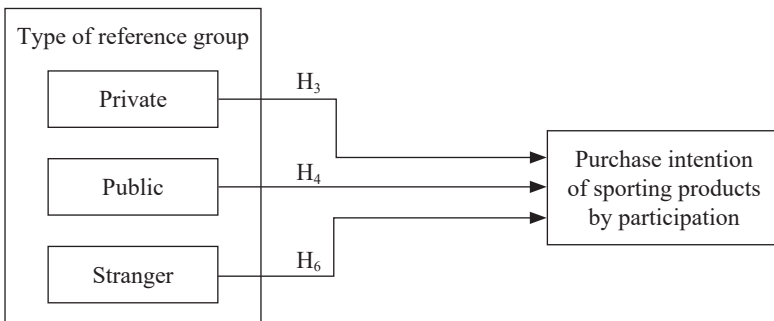 Type of reference group
Private
Public
Stranger
H₃
H₄
H₆
Purchase intention
of sporting products
by participation